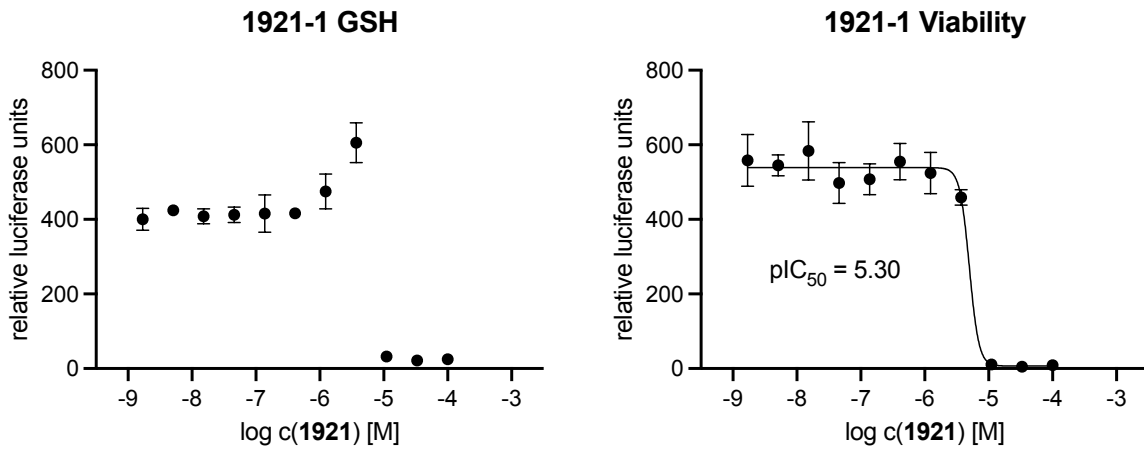 1921-1 GSH
relative luciferase units
800
600
400
200
0
-9 -8 -7 -6 -5 -4 -3
log c(1921) [M]
1921-1 Viability
relative luciferase units
800
600
400
200
0
pIC50 = 5.30
-9 -8 -7 -6 -5 -4 -3
log c(1921) [M]